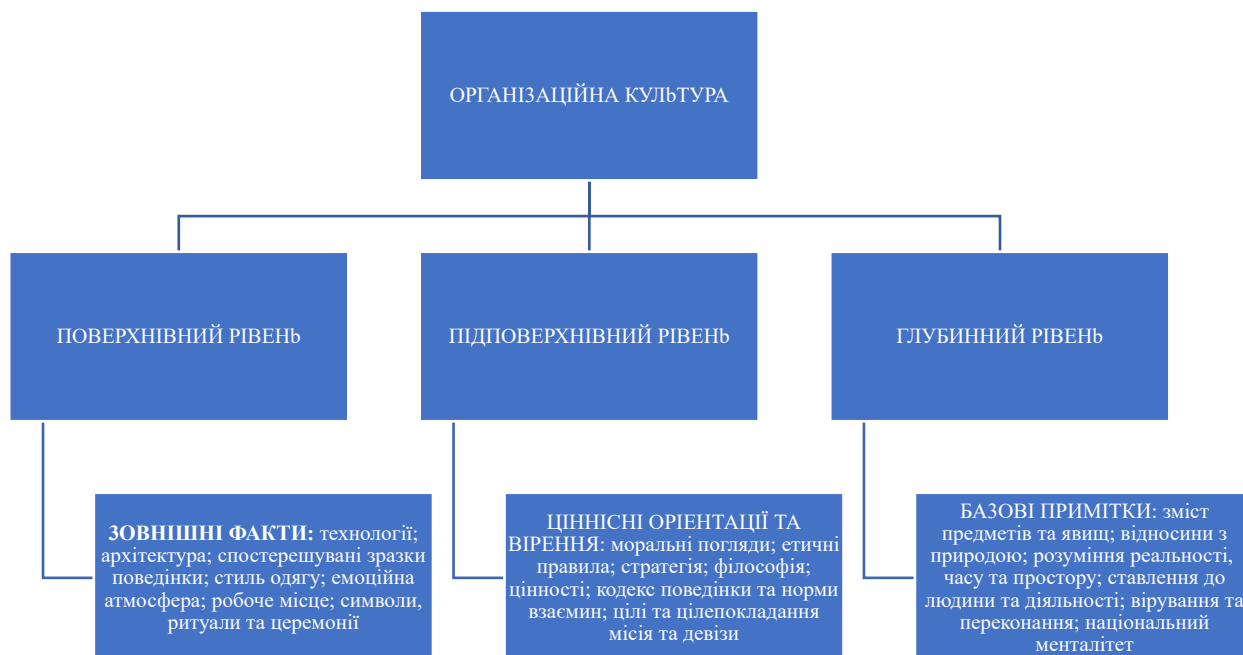 ОРГАНІЗАЦІЙНА КУЛЬТУРА
ПОВЕРХНІВНИЙ РІВЕНЬ
ПІДПОВЕРХНІВНИЙ РІВЕНЬ
ГЛУБИННИЙ РІВЕНЬ
ЗОВНІШНІ ФАКТИ: технології;
архітектура; спостерешувані зразки
поведінки; стиль одягу; емоційна
атмосфера; робоче місце; символи,
ритуали та церемонії
ЦІННІСНІ ОРІЕНТАЦІЇ ТА
ВІРЕННЯ: моральні погляди; етичні
правила; стратегія; філософія;
цінності; кодекс поведінки та норми
взаємин; цілі та цілепокладання
місія та девізи
БАЗОВІ ПРИМІТКИ: зміст
предметів та явищ; відносини з
природою; розуміння реальності,
часу та простору; ставлення до
людини та діяльності; вірування та
переконання; національний
менталітет